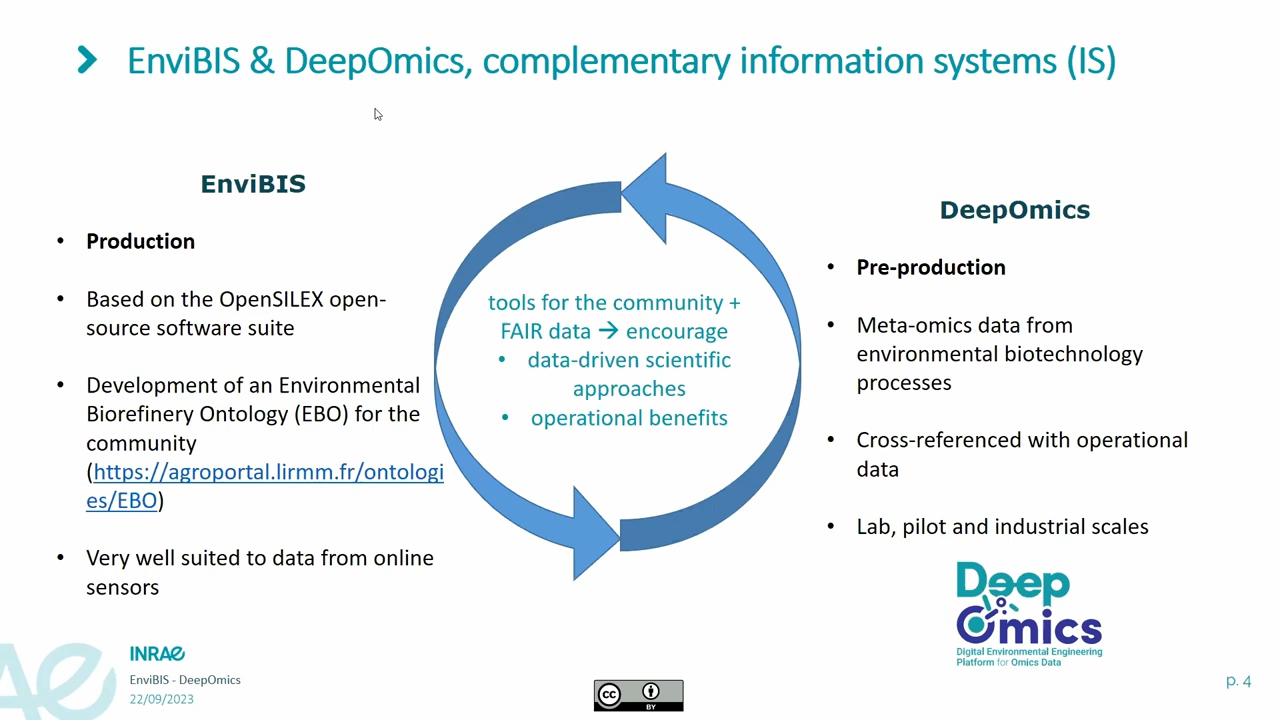 EnviBIS & DeepOmics, complementary information systems (IS)
EnviBIS
• Production
• Based on the OpenSILEX open-
source software suite
• Development of an Environmental
Biorefinery Ontology (EBO) for the
community
(https://agroportal.lirmm.fr/ontologi
es/EBO)
• Very well suited to data from online
sensors
tools for the community +
FAIR data → encourage
• data-driven scientific
approaches
• operational benefits
DeepOmics
• Pre-production
• Meta-omics data from
environmental biotechnology
processes
• Cross-referenced with operational
data
• Lab, pilot and industrial scales
Deep
Omics
Digital Environmental Engineering
Platform for Omics Data
INRAE
EnviBIS - DeepOmics
22/09/2023
cc
BY
p. 4